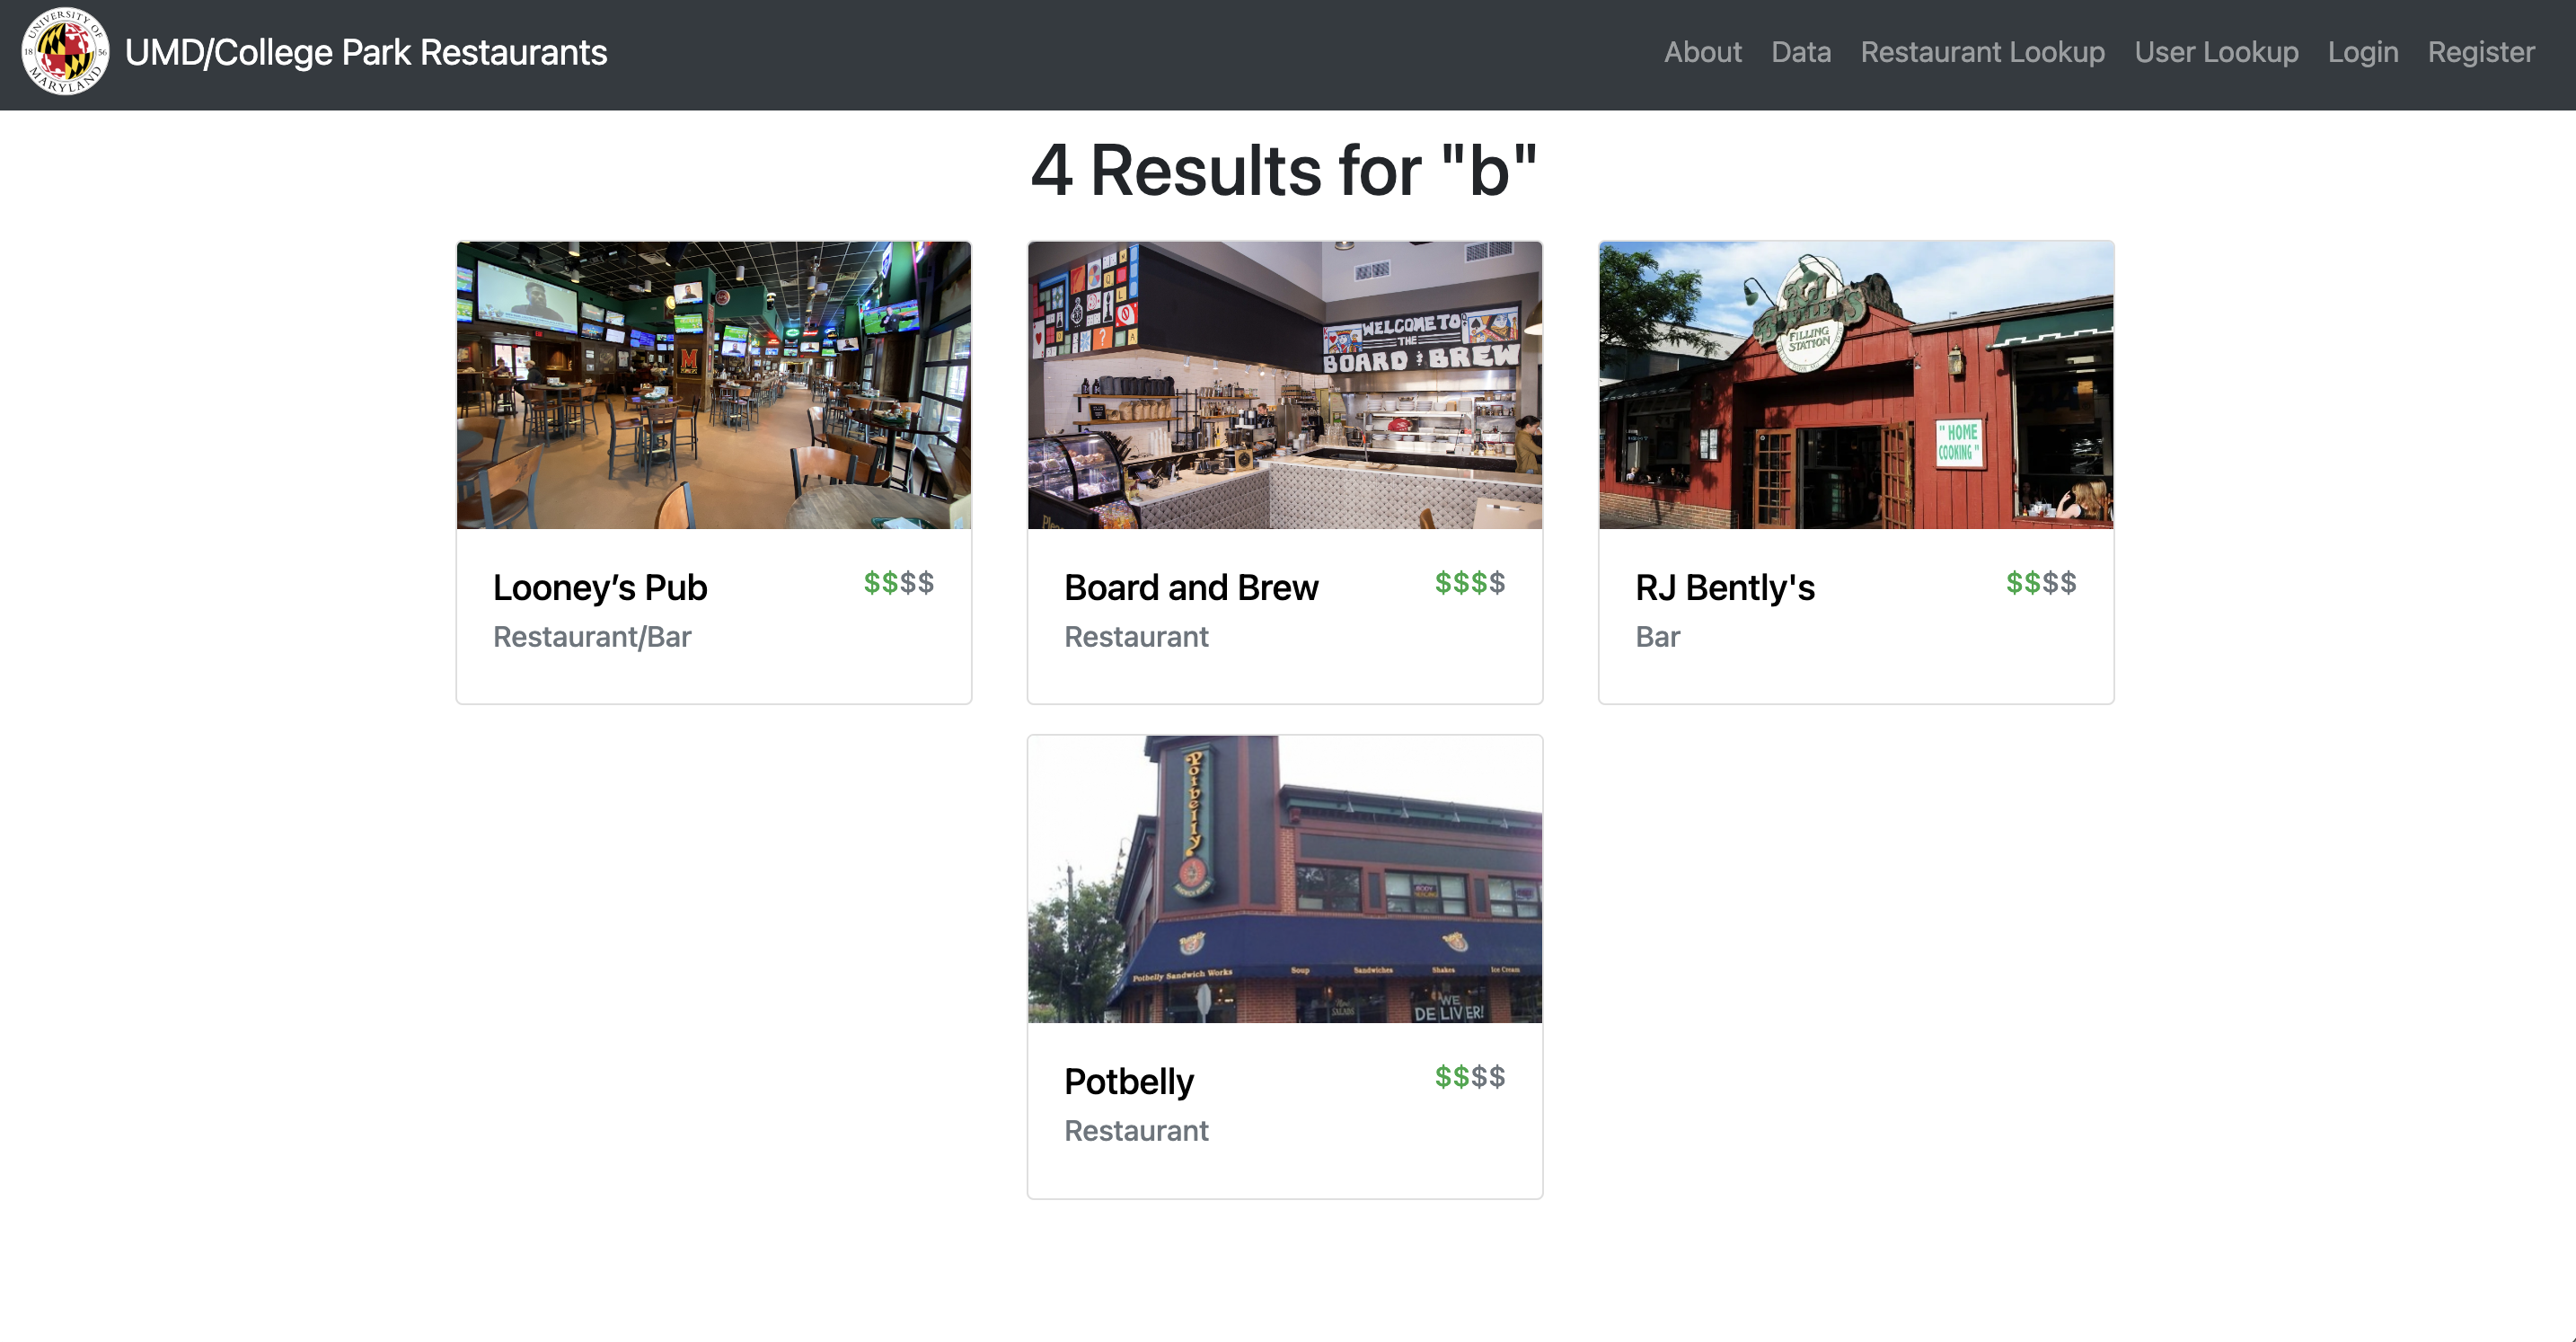 UNIVERSITY OF
18 56
MARYLAND
UMD/College Park Restaurants
About Data Restaurant Lookup User Lookup Login Register
4 Results for "b"
M
WELCOME TO
THE
BOARD & BREW
FILLING
STATION
"HOME
COOKING"
Looney’s Pub $$$$
Restaurant/Bar
Board and Brew $$$$
Restaurant
RJ Bently's $$$$
Bar
Potbelly
Potbelly Sandwich Works Soup Sandwiches Shakes Ice Cream
WE
DELIVER!
Potbelly $$$$
Restaurant